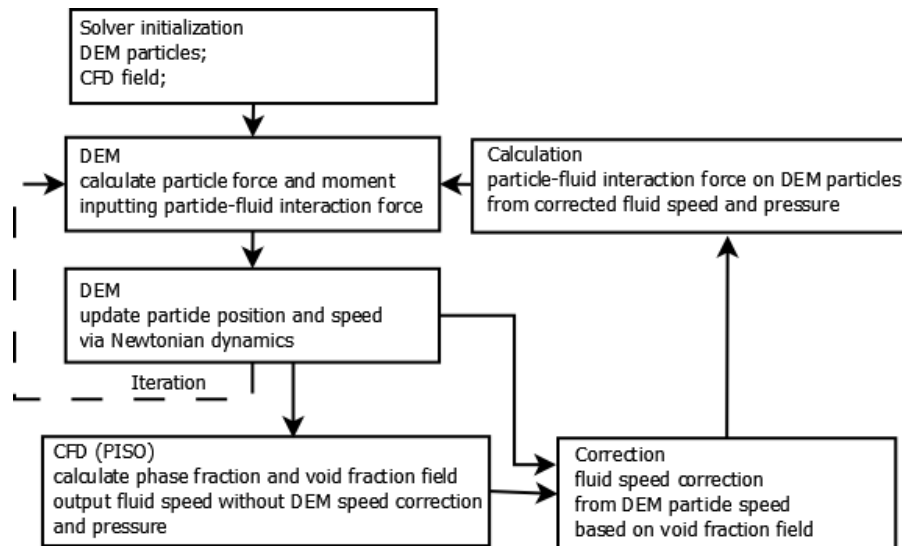 Solver initialization
DEM particles;
CFD field;
DEM
calculate particle force and moment
inputting particle-fluid interaction force
Calculation
particle-fluid interaction force on DEM particles
from corrected fluid speed and pressure
DEM
update particle position and speed
via Newtonian dynamics
Iteration
CFD (PISO)
calculate phase fraction and void fraction field
output fluid speed without DEM speed correction
and pressure
Correction
fluid speed correction
from DEM particle speed
based on void fraction field